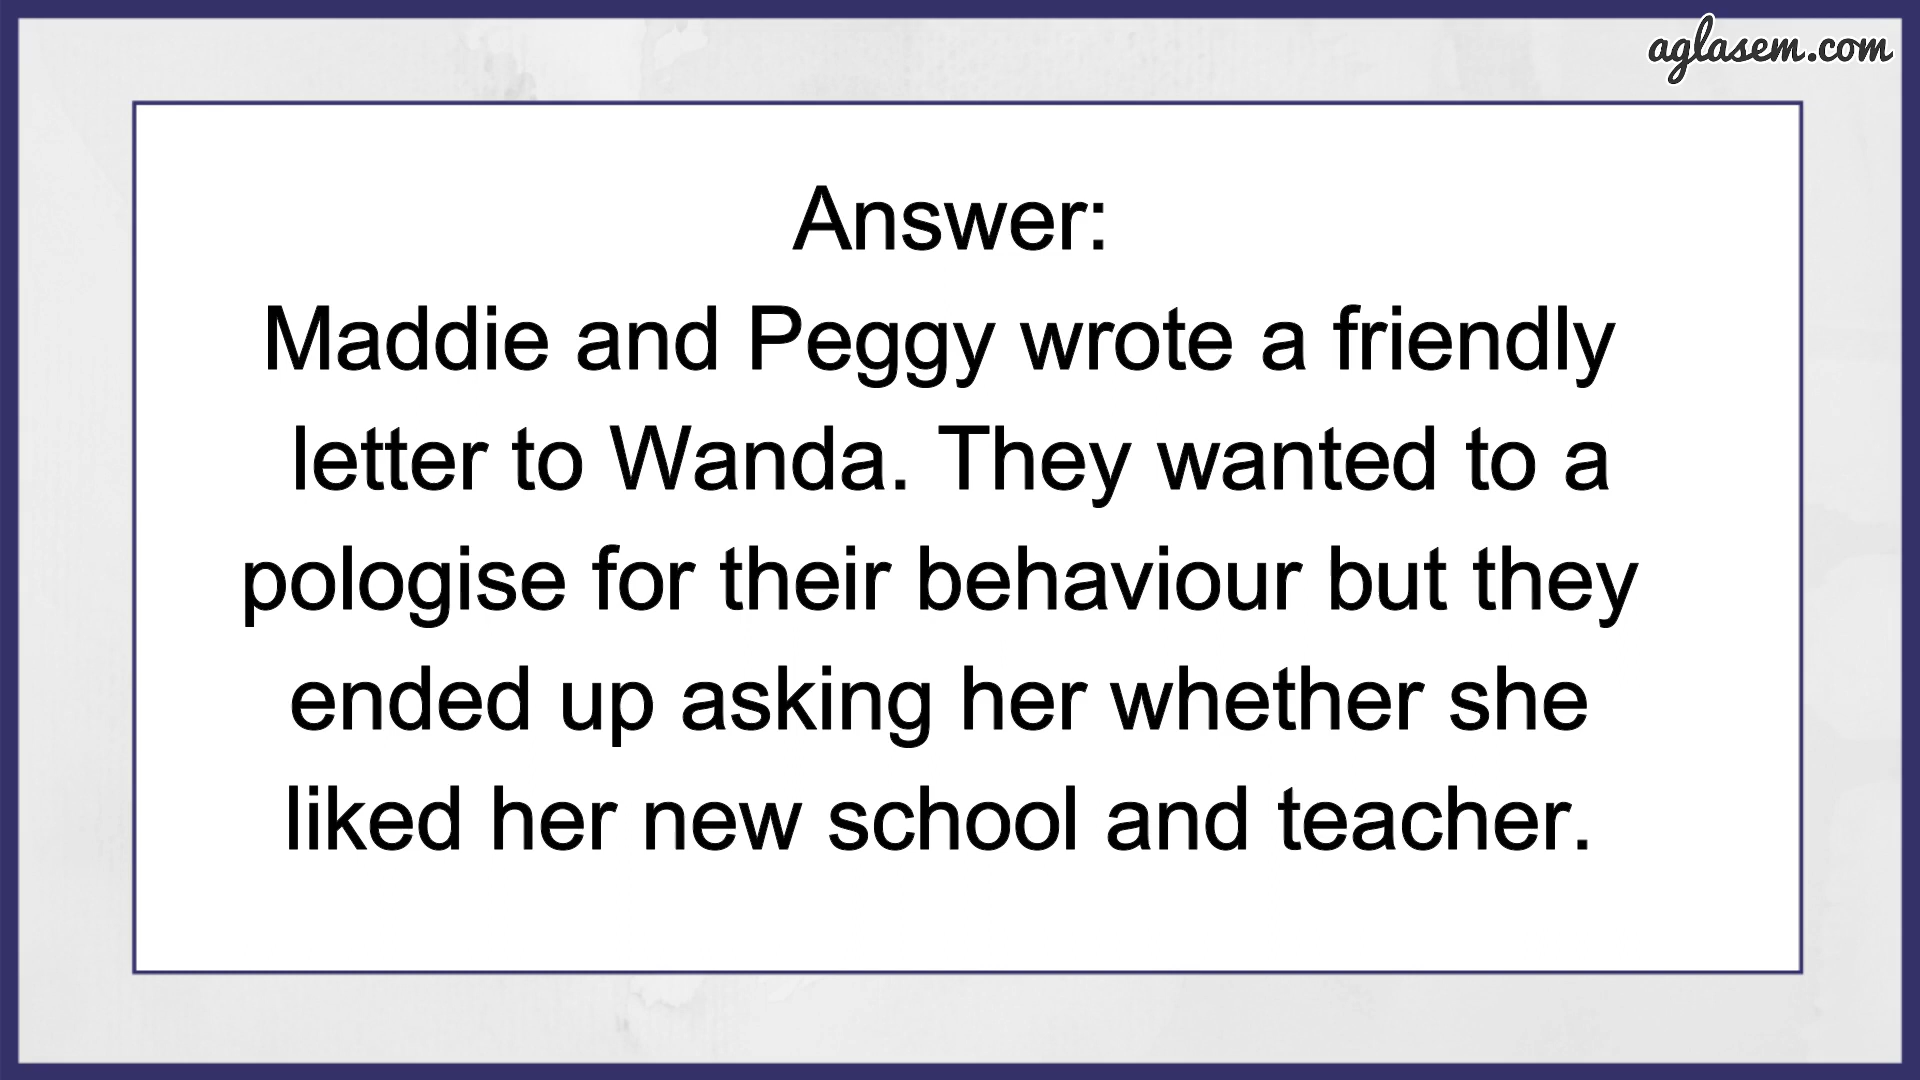 aglasem.com
Answer:
Maddie and Peggy wrote a friendly
letter to Wanda. They wanted to a
pologise for their behaviour but they
ended up asking her whether she
liked her new school and teacher.